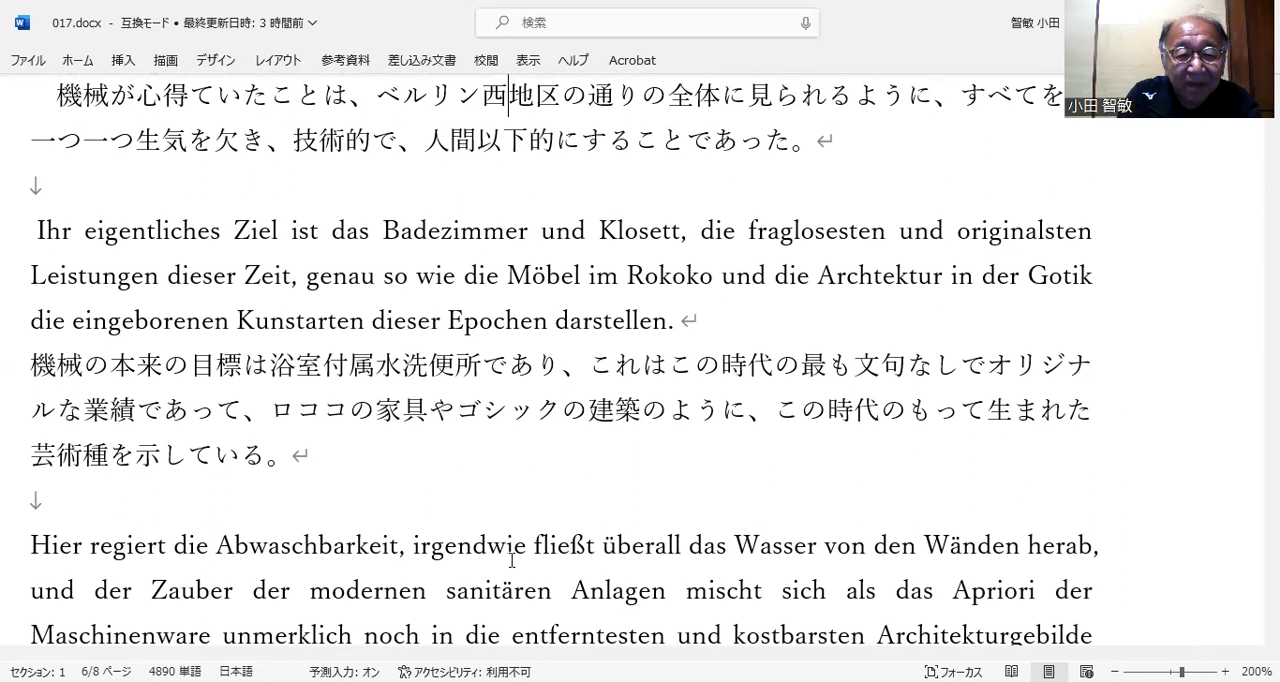 017.docx - 互換モード • 最終更新日時: 3 時間前
検索
智敏 小田
ファイル ホーム 挿入 描画 デザイン レイアウト 参考資料 差し込み文書 校閲 表示 ヘルプ Acrobat
小田 智敏
機械が心得ていたことは、ベルリン西地区の通りの全体に見られるように、すべてを
一つ一つ生気を欠き、技術的で、人間以下的にすることであった。↵
↓
Ihr eigentliches Ziel ist das Badezimmer und Klosett, die fraglosesten und originalsten
Leistungen dieser Zeit, genau so wie die Möbel im Rokoko und die Archtektur in der Gotik
die eingeborenen Kunstarten dieser Epochen darstellen. ↵
機械の本来の目標は浴室付属水洗便所であり、これはこの時代の最も文句なしでオリジナ
ルな業績であって、ロココの家具やゴシックの建築のように、この時代のもって生まれた
芸術種を示している。↵
↓
Hier regiert die Abwaschbarkeit, irgendwie fließt überall das Wasser von den Wänden herab,
und der Zauber der modernen sanitären Anlagen mischt sich als das Apriori der
Maschinenware unmerklich noch in die entferntesten und kostbarsten Architekturgebilde
セクション: 1 6/8 ページ 4890 単語 日本語 予測入力: オン アクセシビリティ: 利用不可 フォーカス − + 200%